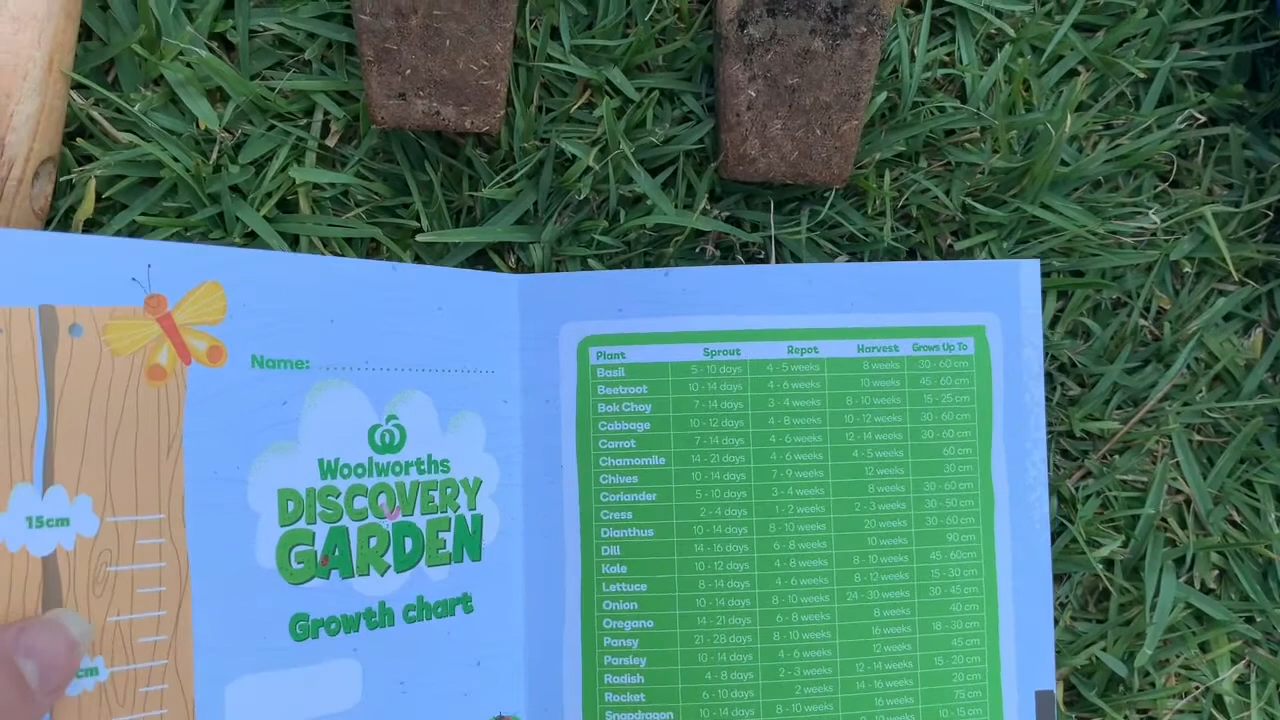 15cm
cm
Name:
Woolworths
DISCOVERY
GARDEN
Growth chart
Plant Sprout Repot Harvest Grows Up To
Basil 5 - 10 days 4 - 5 weeks 8 weeks 30 - 60 cm
Beetroot 10 - 14 days 4 - 6 weeks 10 weeks 45 - 60 cm
Bok Choy 7 - 14 days 3 - 4 weeks 8 - 10 weeks 15 - 25 cm
Cabbage 10 - 12 days 4 - 8 weeks 10 - 12 weeks 30 - 60 cm
Carrot 7 - 14 days 4 - 6 weeks 12 - 14 weeks 30 - 60 cm
Chamomile 14 - 21 days 4 - 6 weeks 4 - 5 weeks 60 cm
Chives 10 - 14 days 7 - 9 weeks 12 weeks 30 cm
Coriander 5 - 10 days 3 - 4 weeks 8 weeks 30 - 60 cm
Cress 2 - 4 days 1 - 2 weeks 2 - 3 weeks 30 - 50 cm
Dianthus 10 - 14 days 8 - 10 weeks 20 weeks 30 - 60 cm
Dill 14 - 16 days 6 - 8 weeks 10 weeks 90 cm
Kale 10 - 12 days 4 - 8 weeks 8 - 10 weeks 45 - 60cm
Lettuce 8 - 14 days 4 - 6 weeks 8 - 12 weeks 15 - 30 cm
Onion 10 - 14 days 8 - 10 weeks 24 - 30 weeks 30 - 45 cm
Oregano 14 - 21 days 6 - 8 weeks 8 weeks 40 cm
Pansy 21 - 28 days 8 - 10 weeks 16 weeks 18 - 30 cm
Parsley 10 - 14 days 4 - 6 weeks 12 weeks 45 cm
Radish 4 - 8 days 2 - 3 weeks 12 - 14 weeks 15 - 20 cm
Rocket 6 - 10 days 2 weeks 14 - 16 weeks 20 cm
Snapdragon 10 - 14 days 8 - 10 weeks 16 weeks 75 cm
10 - 15 cm